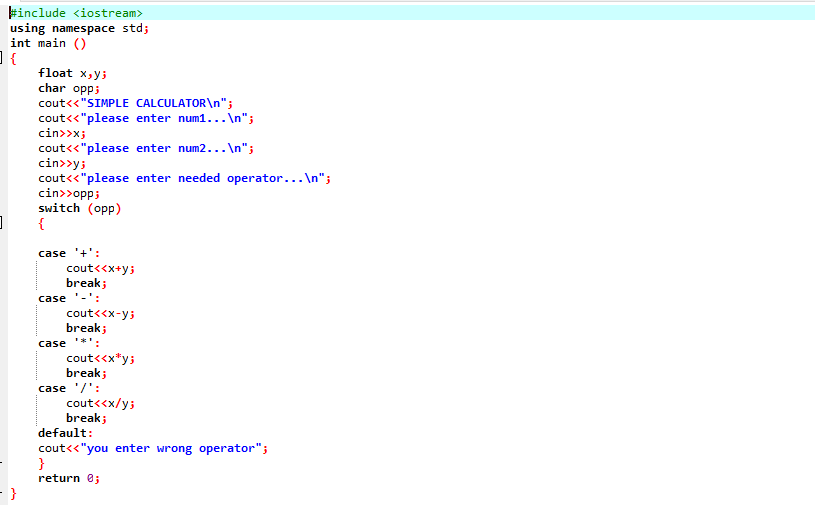 #include <iostream>
using namespace std;
int main ()
{
    float x,y;
    char opp;
    cout<<"SIMPLE CALCULATOR\n";
    cout<<"please enter num1...\n";
    cin>>x;
    cout<<"please enter num2...\n";
    cin>>y;
    cout<<"please enter needed operator...\n";
    cin>>opp;
    switch (opp)
    {
    case '+':
        cout<<x+y;
        break;
    case '-':
        cout<<x-y;
        break;
    case '*':
        cout<<x*y;
        break;
    case '/':
        cout<<x/y;
        break;
    default:
    cout<<"you enter wrong operator";
    }
    return 0;
}